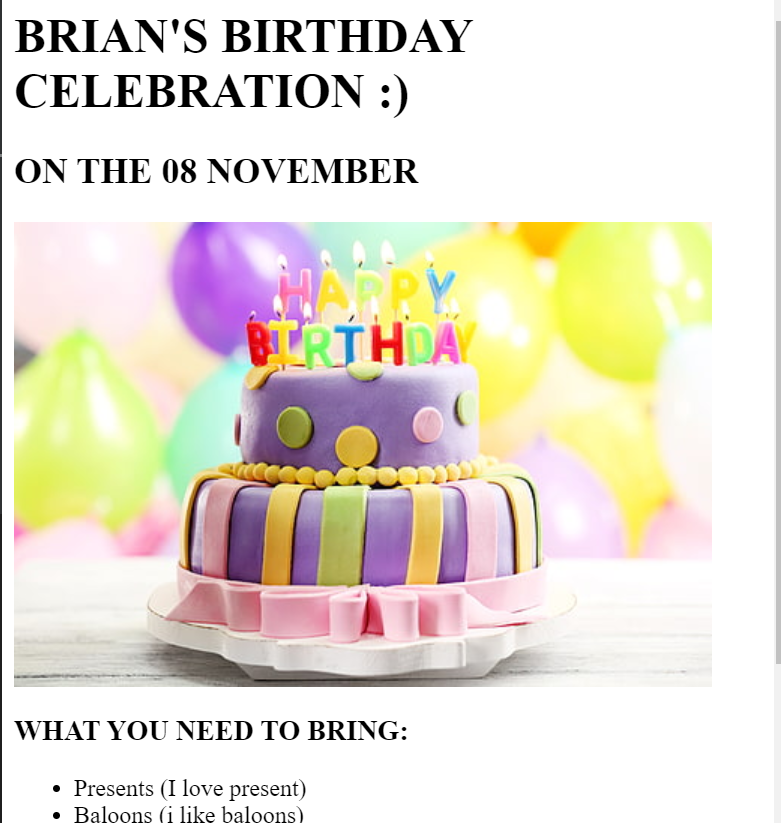 BRIAN'S BIRTHDAY
CELEBRATION :)
ON THE 08 NOVEMBER
HAPPY
BIRTHDAY
WHAT YOU NEED TO BRING:
Presents (I love present)
Baloons (i like baloons)